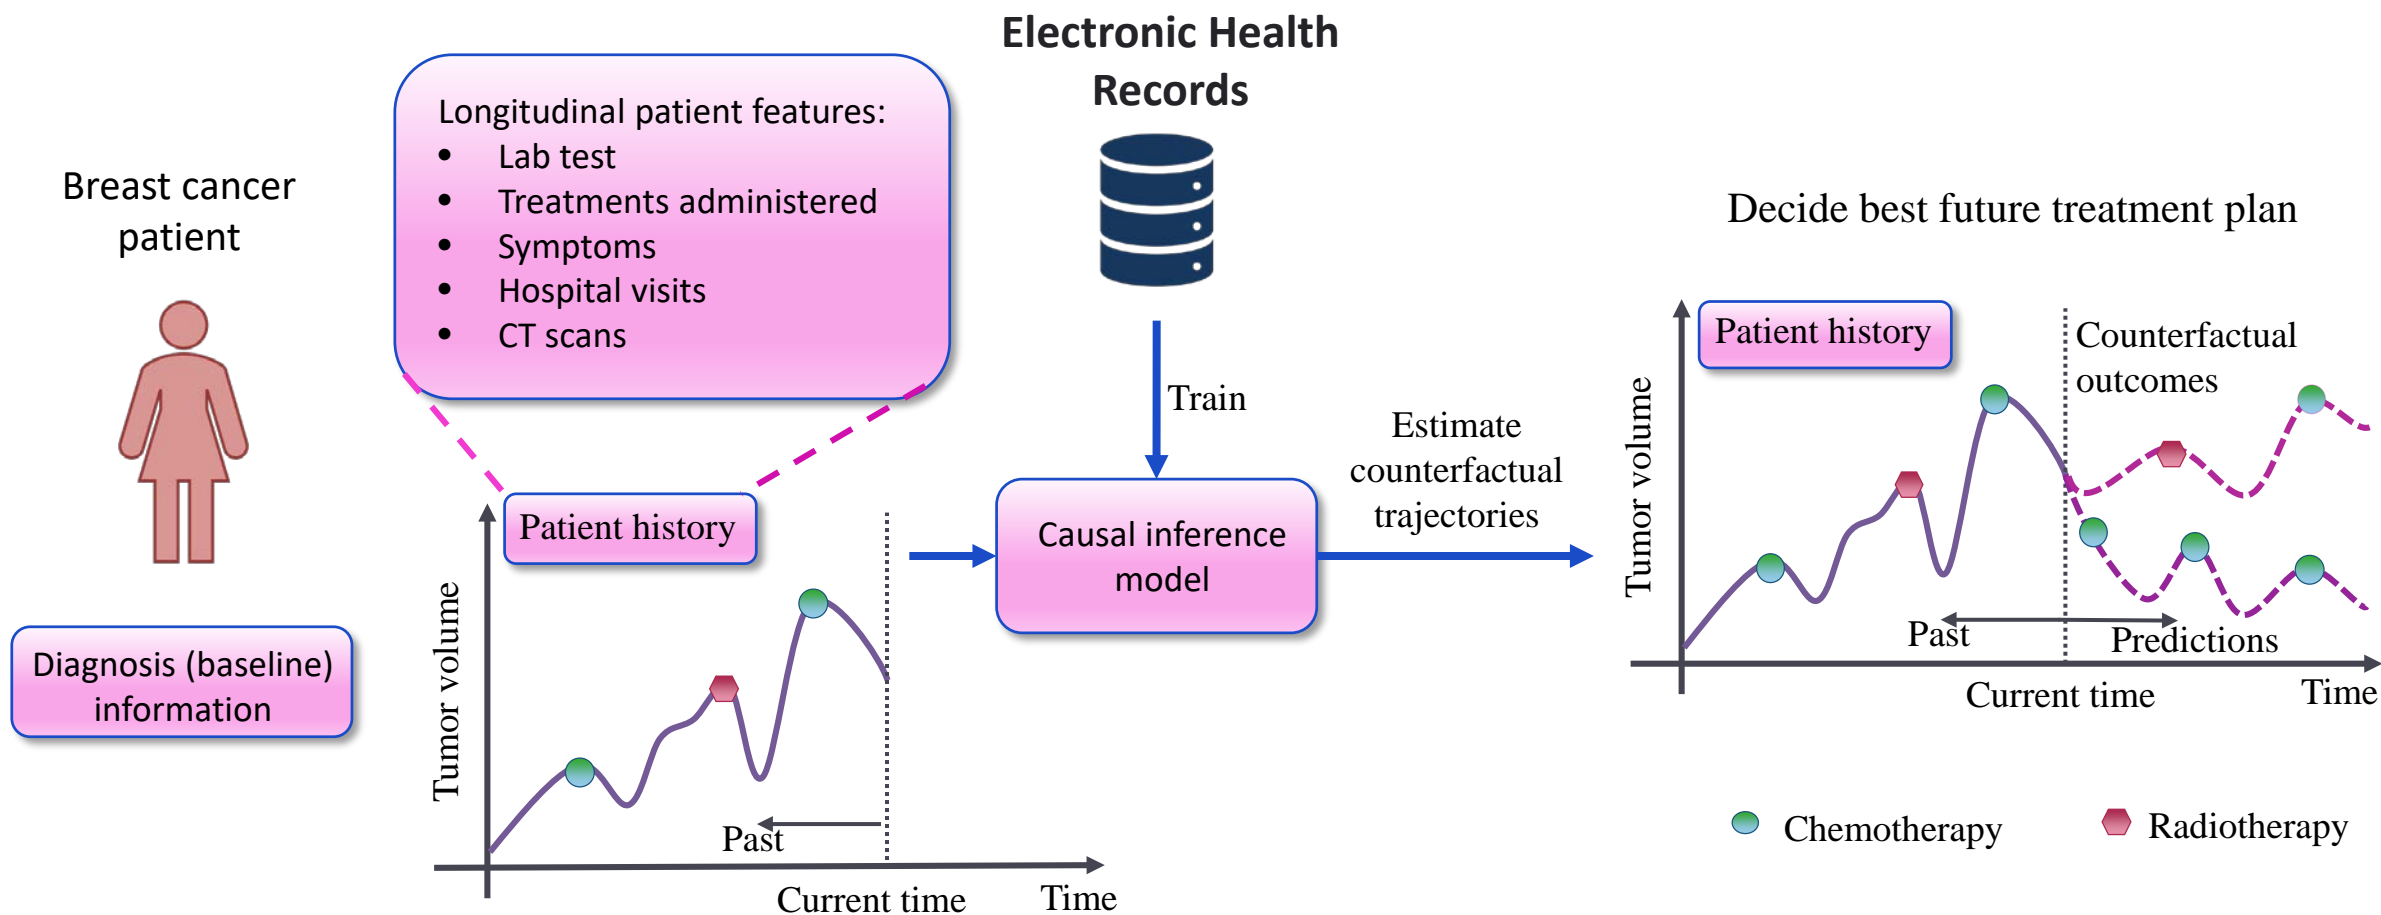 Breast cancer
patient
Diagnosis (baseline)
information
Longitudinal patient features:
• Lab test
• Treatments administered
• Symptoms
• Hospital visits
• CT scans
Patient history
Tumor volume
Past
Current time
Time
Electronic Health
Records
Train
Causal inference
model
Estimate
counterfactual
trajectories
Decide best future treatment plan
Patient history
Counterfactual
outcomes
Tumor volume
Past
Predictions
Current time
Time
Chemotherapy
Radiotherapy